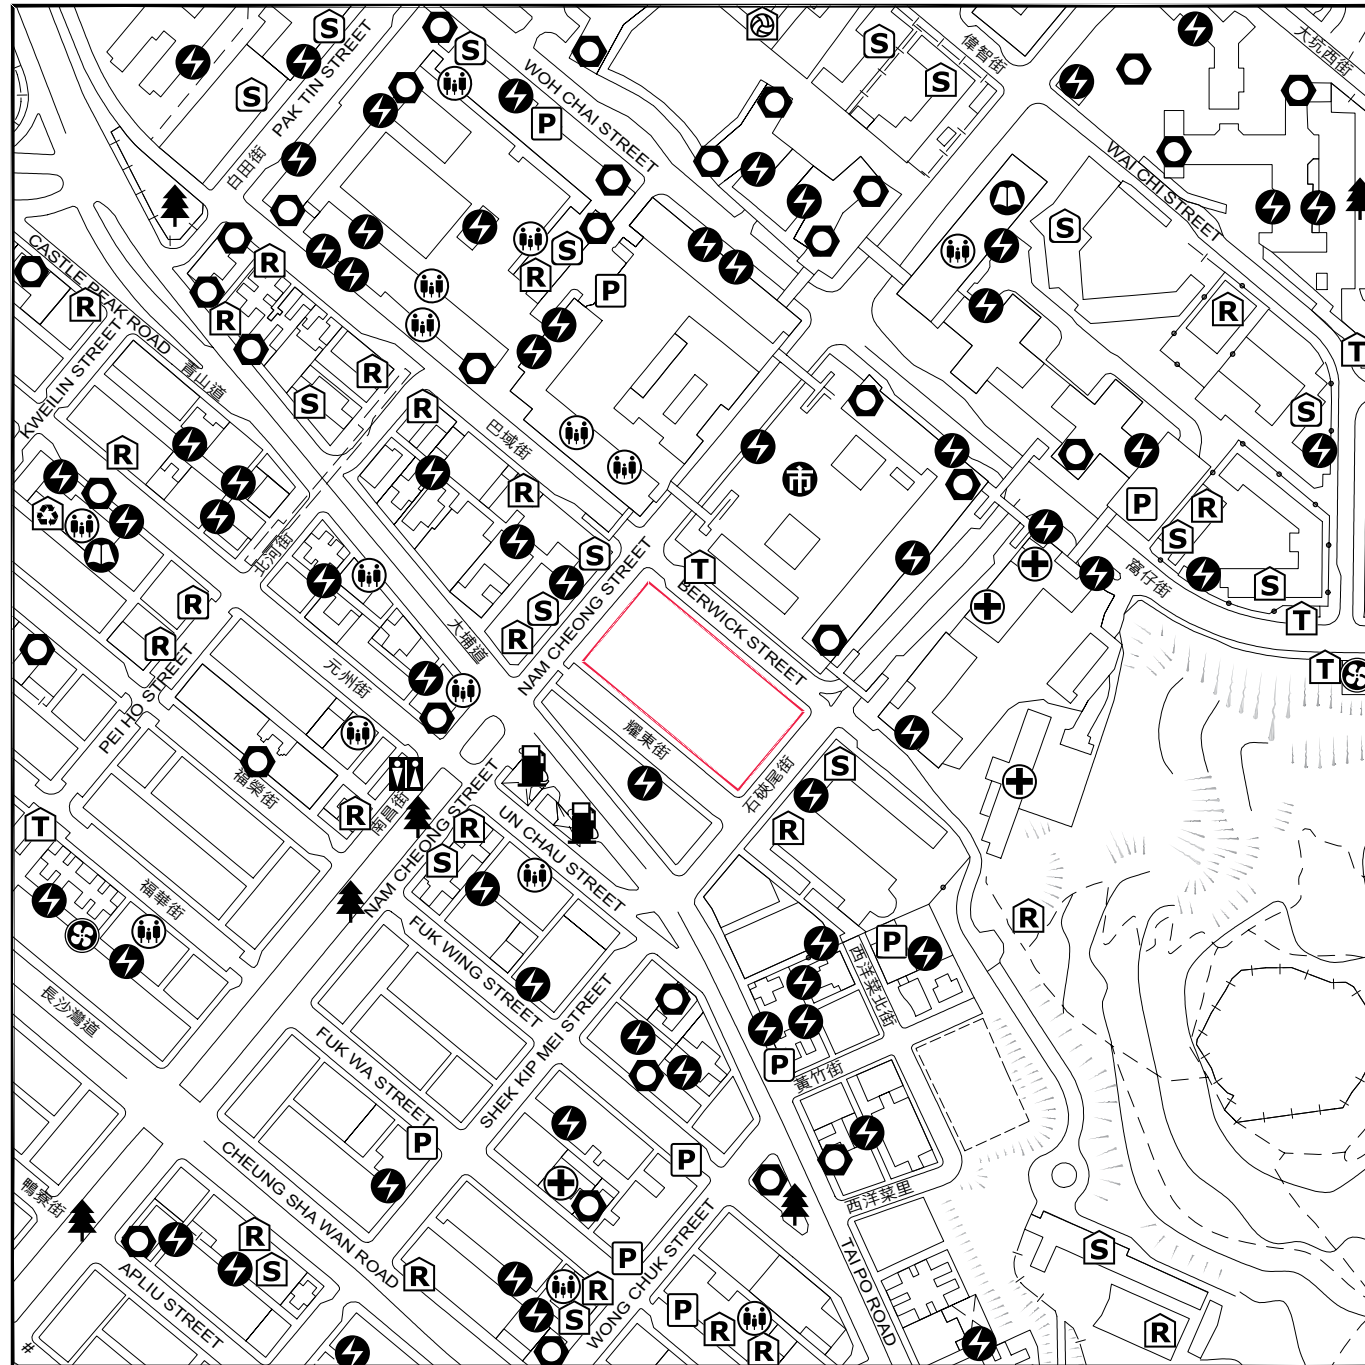 大坑西街
偉智街
PAK TIN STREET
白田街
WOH CHAI STREET
WAI CHI STREET
CASTLE PEAK ROAD
青山道
KWEILIN STREET
巴域街
北河街
大埔道
NAM CHEONG STREET
BERWICK STREET
窩仔街
元州街
PEI HO STREET
耀東街
石硤尾街
福榮街
南昌街
NAM CHEONG STREET
UN CHAU STREET
福華街
FUK WING STREET
西洋菜北街
長沙灣道
FUK WA STREET
SHEK KIP MEI STREET
黃竹街
鴨寮街
CHEUNG SHA WAN ROAD
西洋菜里
APLIU STREET
WONG CHUK STREET
TAI PO ROAD
S
S
S
S
S
P
S
R
S
R
P
R
R
R
R
S
R
R
R
S
T
S
R
R
R
S
P
R
S
S
T
T
T
S
R
R
R
S
T
R
P
P
P
P
R
S
R
P
R
S
P
R
R
S
R